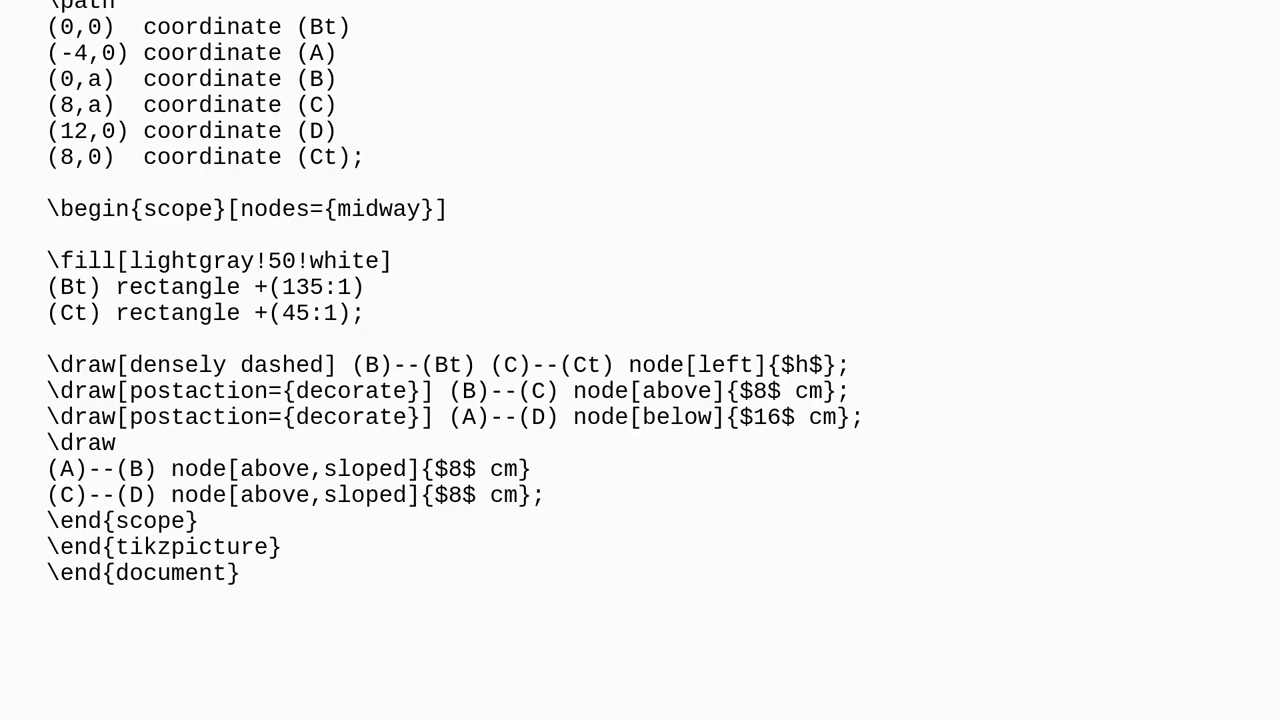 \path
(0,0)  coordinate (Bt)
(-4,0) coordinate (A)
(0,a)  coordinate (B)
(8,a)  coordinate (C)
(12,0) coordinate (D)
(8,0)  coordinate (Ct);

\begin{scope}[nodes={midway}]

\fill[lightgray!50!white]
(Bt) rectangle +(135:1)
(Ct) rectangle +(45:1);

\draw[densely dashed] (B)--(Bt) (C)--(Ct) node[left]{$h$};
\draw[postaction={decorate}] (B)--(C) node[above]{$8$ cm};
\draw[postaction={decorate}] (A)--(D) node[below]{$16$ cm};
\draw
(A)--(B) node[above,sloped]{$8$ cm}
(C)--(D) node[above,sloped]{$8$ cm};
\end{scope}
\end{tikzpicture}
\end{document}